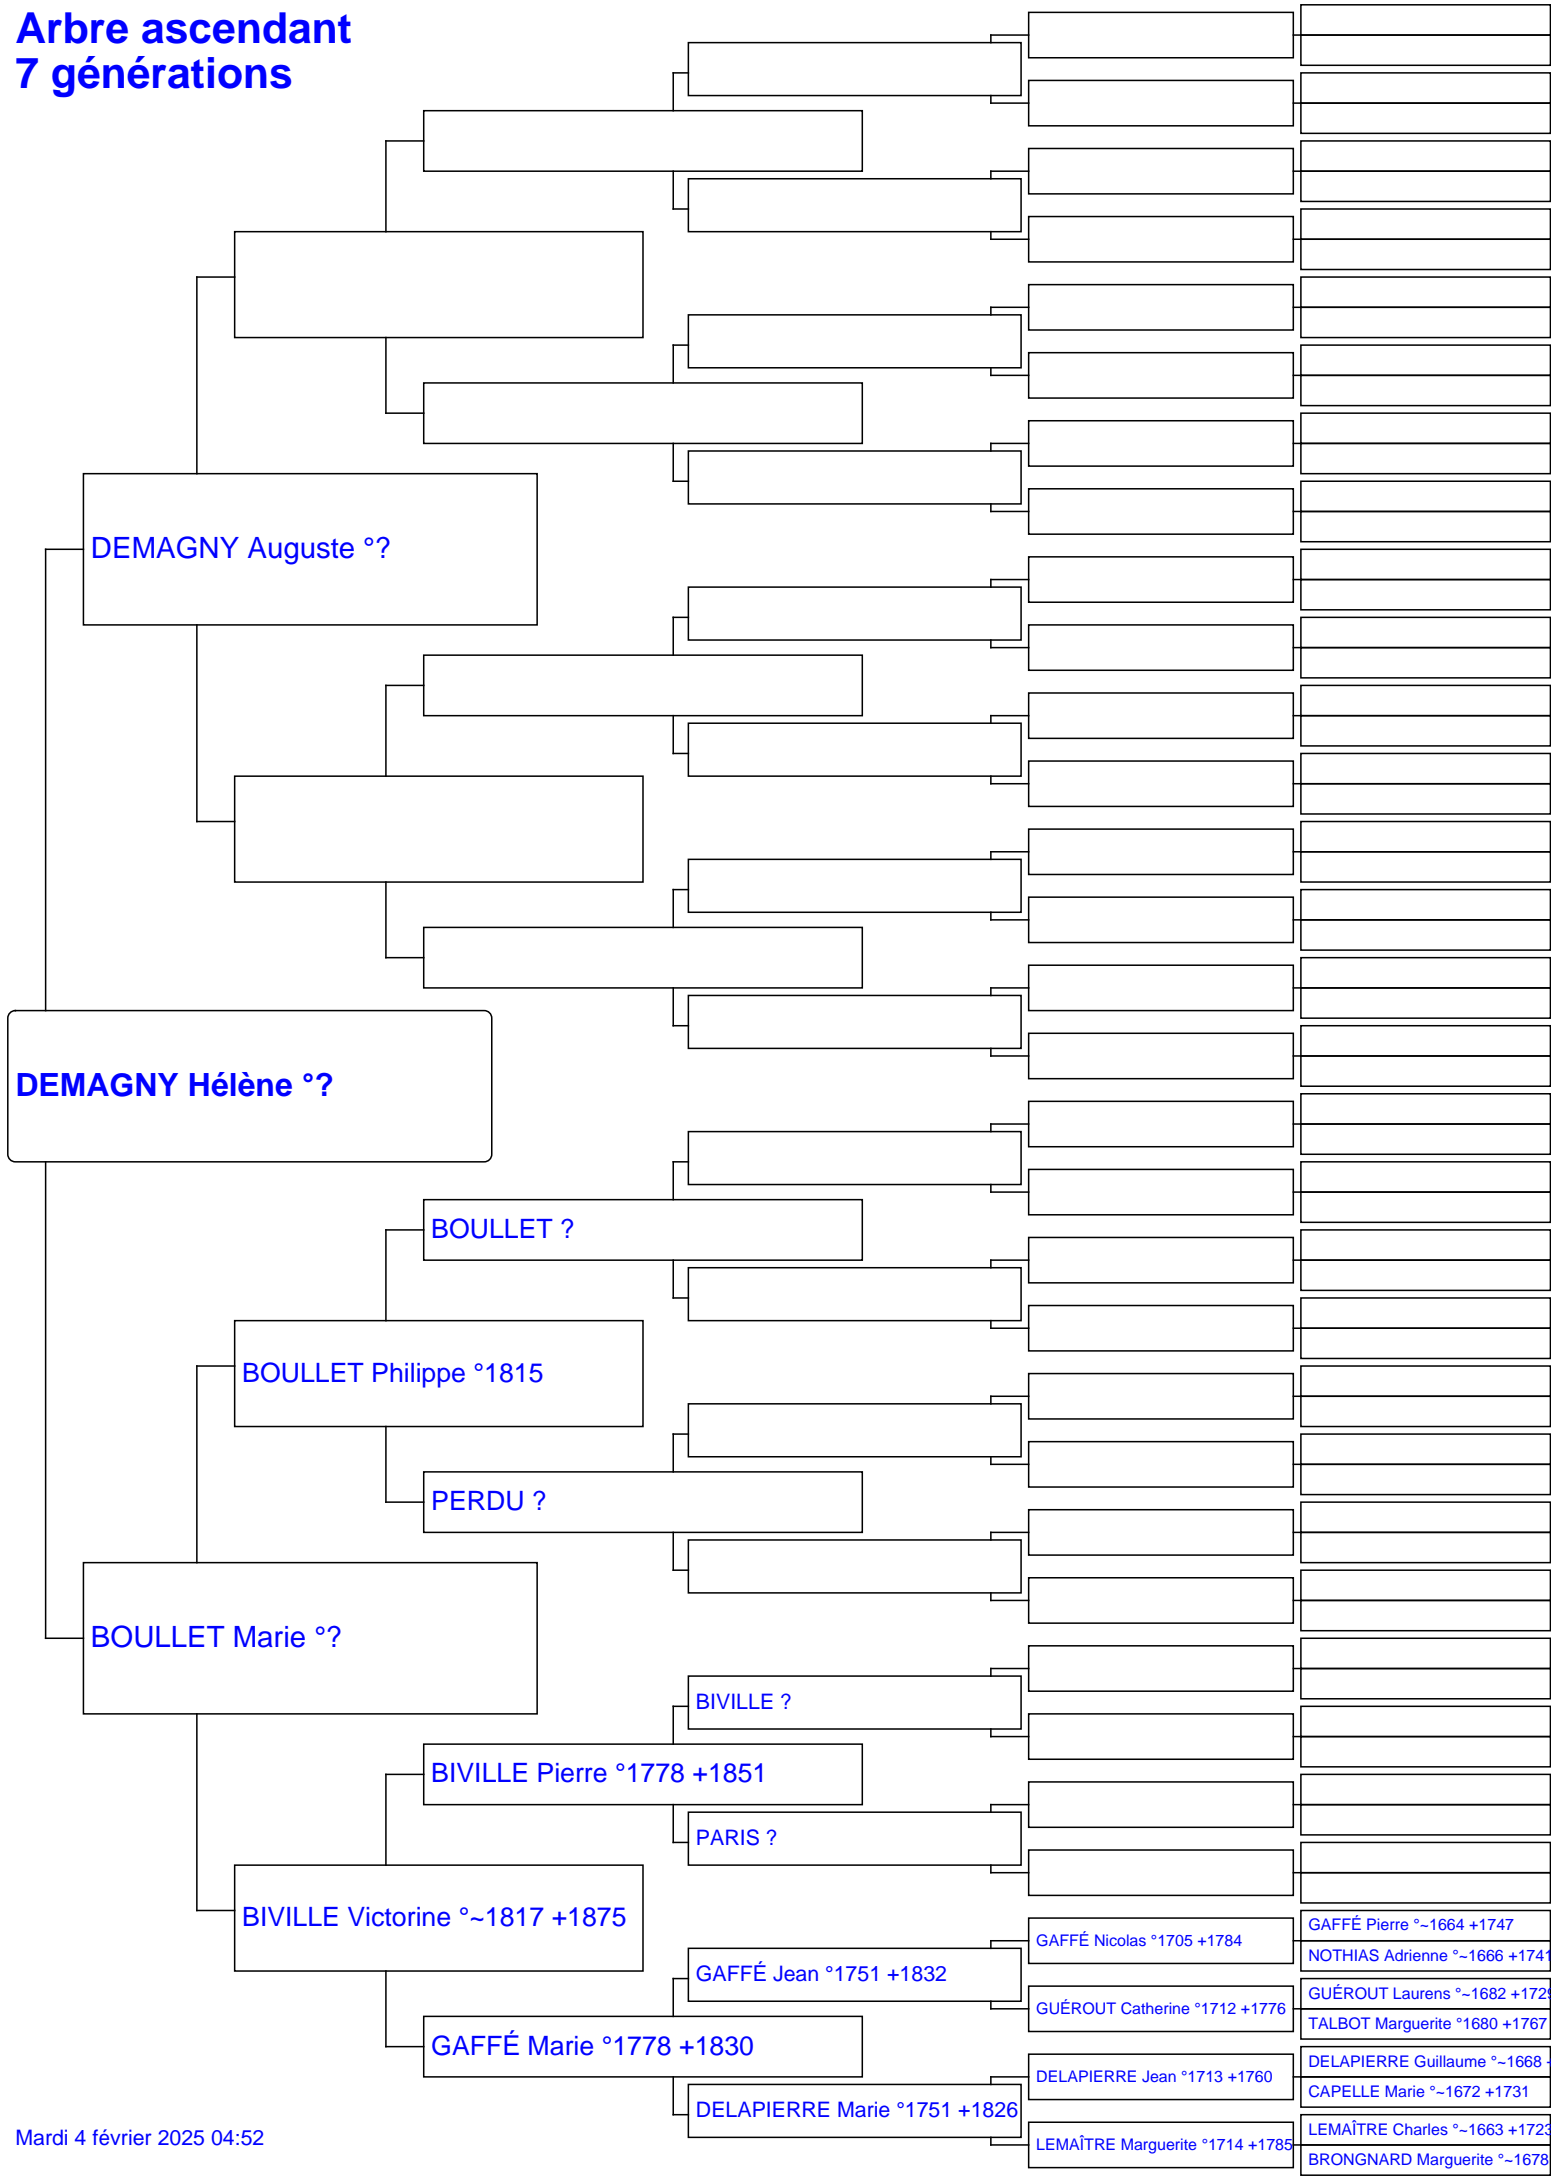 Arbre ascendant
7 générations
DEMAGNY Auguste °?
DEMAGNY Hélène °?
BOULLET ?
BOULLET Philippe °1815
PERDU ?
BOULLET Marie °?
BIVILLE ?
BIVILLE Pierre °1778 +1851
PARIS ?
BIVILLE Victorine °~1817 +1875
GAFFÉ Pierre °~1664 +1747
GAFFÉ Nicolas °1705 +1784
NOTHIAS Adrienne °~1666 +1741
GAFFÉ Jean °1751 +1832
GUÉROUT Laurens °~1682 +1729
GUÉROUT Catherine °1712 +1776
TALBOT Marguerite °1680 +1767
GAFFÉ Marie °1778 +1830
DELAPIERRE Guillaume °~1668 +
DELAPIERRE Jean °1713 +1760
CAPELLE Marie °~1672 +1731
DELAPIERRE Marie °1751 +1826
LEMAÎTRE Charles °~1663 +1723
LEMAÎTRE Marguerite °1714 +1785
BRONGNARD Marguerite °~1678
Mardi 4 février 2025 04:52